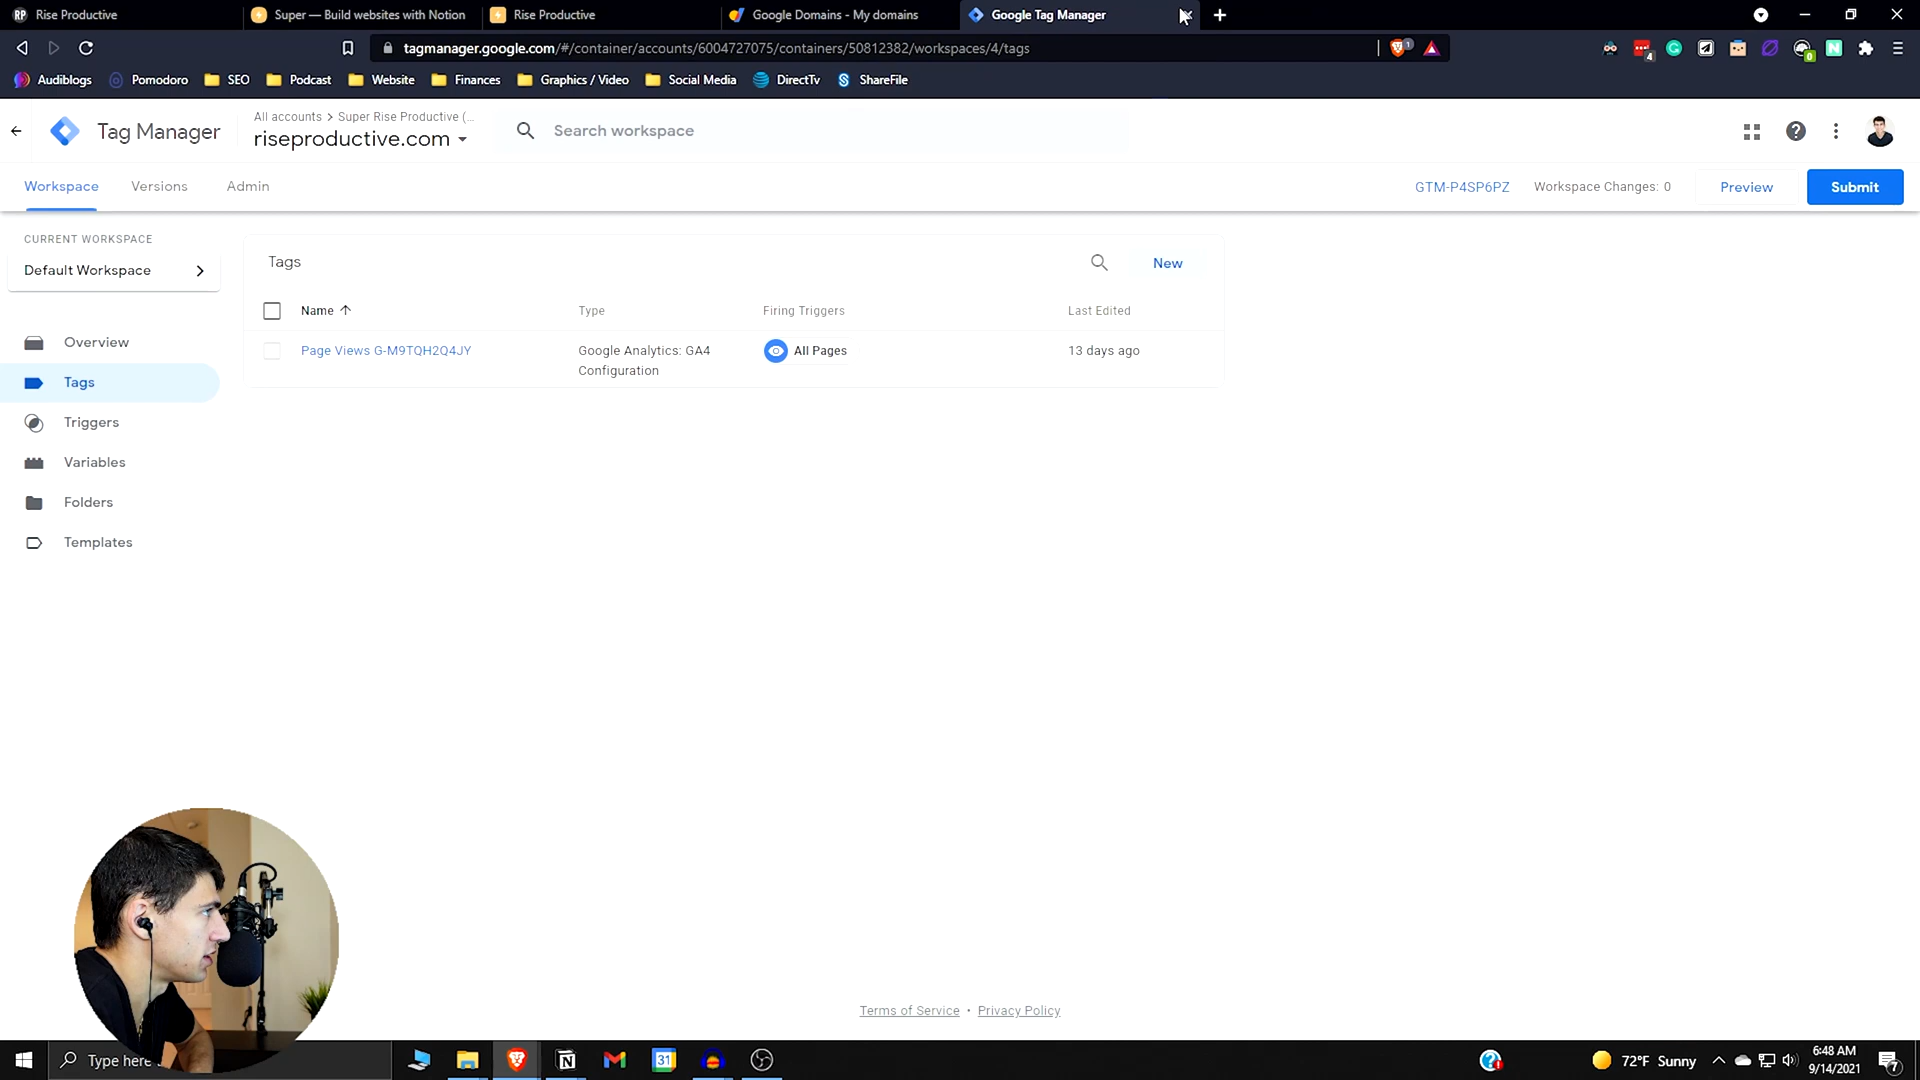 Rise Productive
Super — Build websites with Notion
Rise Productive
Google Domains - My domains
Google Tag Manager
tagmanager.google.com/#/container/accounts/6004727075/containers/50812382/workspaces/4/tags
1
4
0
Audiblogs
Pomodoro
SEO
Podcast
Website
Finances
Graphics / Video
Social Media
DirectTv
ShareFile
Tag Manager
All accounts > Super Rise Productive (...
riseproductive.com
Search workspace
Workspace
Versions
Admin
GTM-P4SP6PZ
Workspace Changes: 0
Preview
Submit
CURRENT WORKSPACE
Default Workspace
Overview
Tags
Triggers
Variables
Folders
Templates
Tags
New
Name
Type
Firing Triggers
Last Edited
Page Views G-M9TQH2Q4JY
Google Analytics: GA4
Configuration
All Pages
13 days ago
Terms of Service • Privacy Policy
Type here
31
72°F Sunny
6:48 AM
9/14/2021
7